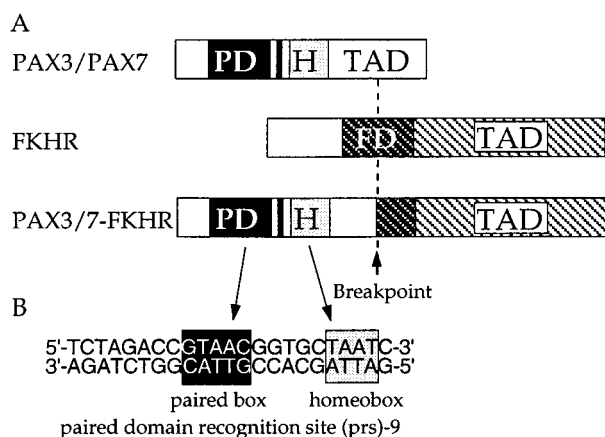 A
PAX3/PAX7 PD H TAD
FKHR FD TAD
PAX3/7-FKHR PD H TAD
Breakpoint
B
5'-TCTAGACCGTAACGGTGCTAATC-3'
3'-AGATCTGGCATTGCCACGATTAG-5'
paired box homeobox
paired domain recognition site (prs)-9